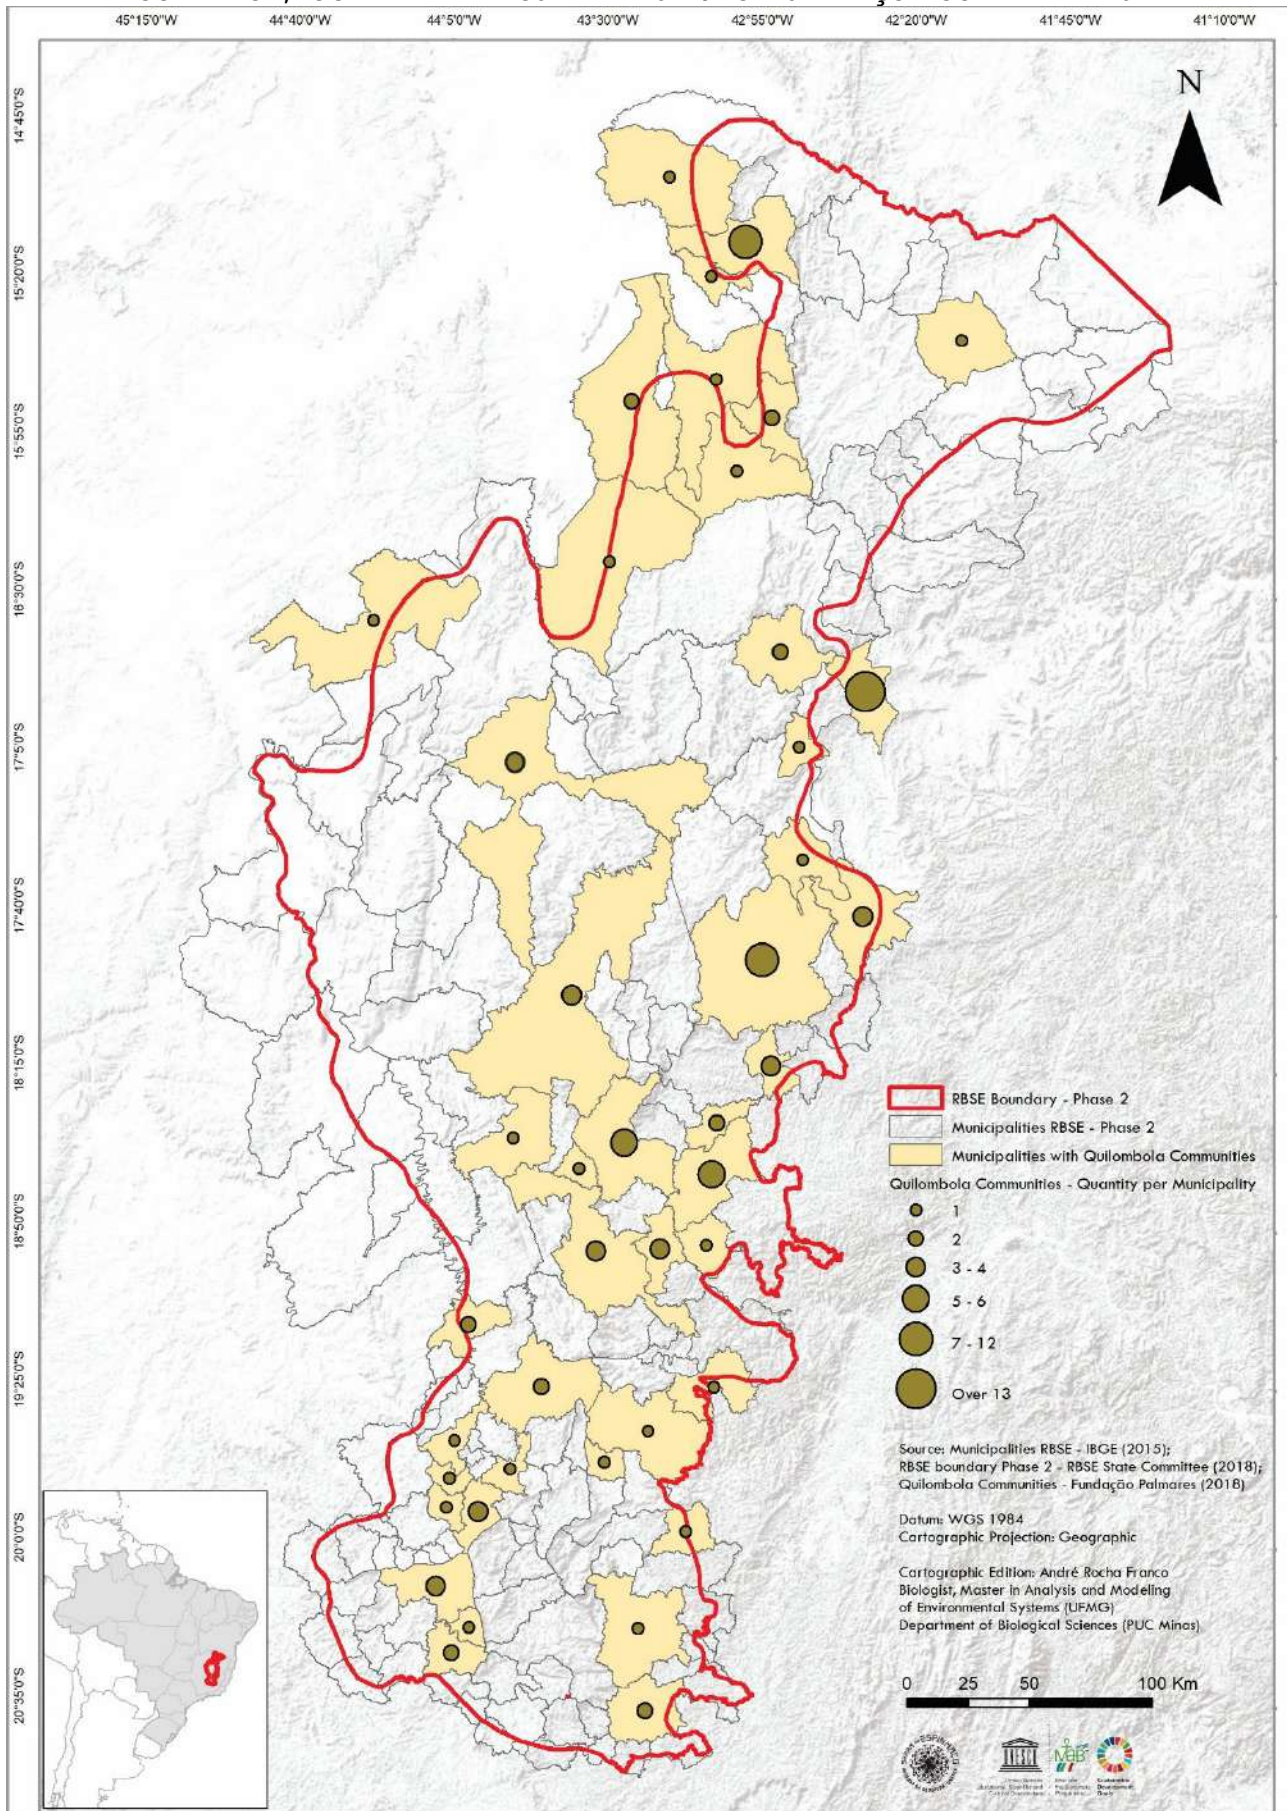 45°15'0"W 44°40'0"W 44°5'0"W 43°30'0"W 42°55'0"W 42°20'0"W 41°45'0"W 41°10'0"W
14°45'0"S
15°20'0"S
15°55'0"S
18°30'0"S
17°5'0"S
17°40'0"S
18°15'0"S
18°50'0"S
19°25'0"S
20°0'0"S
20°35'0"S
N
RBSE Boundary - Phase 2
Municipalities RBSE - Phase 2
Municipalities with Quilombola Communities
Quilombola Communities - Quantity per Municipality
1
2
3 - 4
5 - 6
7 - 12
Over 13
Source: Municipalities RBSE - IBGE (2015);
RBSE boundary Phase 2 - RBSE State Committee (2018);
Quilombola Communities - Fundação Palmares (2018)
Datum: WGS 1984
Cartographic Projection: Geographic
Cartographic Edition: André Rocha Franco
Biologist, Master in Analysis and Modeling
of Environmental Systems (UFMG)
Department of Biological Sciences (PUC Minas)
0 25 50 100 Km
UNESCO
MaB